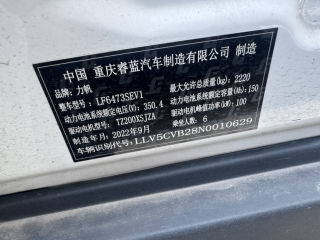 中国 重庆睿蓝汽车制造有限公司 制造
品牌：力帆
最大允许总质量(kg)：2220
整车型号：LF6473SEV1
动力电池系统额定容量(Ah)：150
动力电池系统额定电压(V)：350.4
驱动电机峰值功率(kW)：100
驱动电机型号：TZ200XSJZA
乘坐人数：6
制造年月：2022年9月
车辆识别代号：LLV5CVB28N0010629